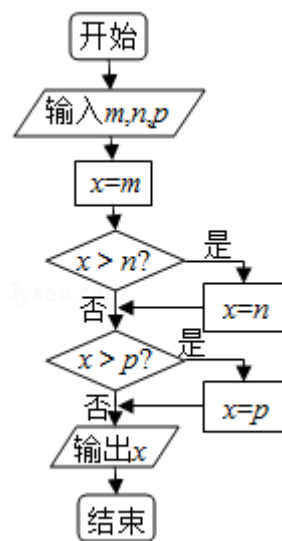 开始
输入m,n,p
x=m
x > n?
是
否
x=n
x > p?
是
否
x=p
输出x
结束